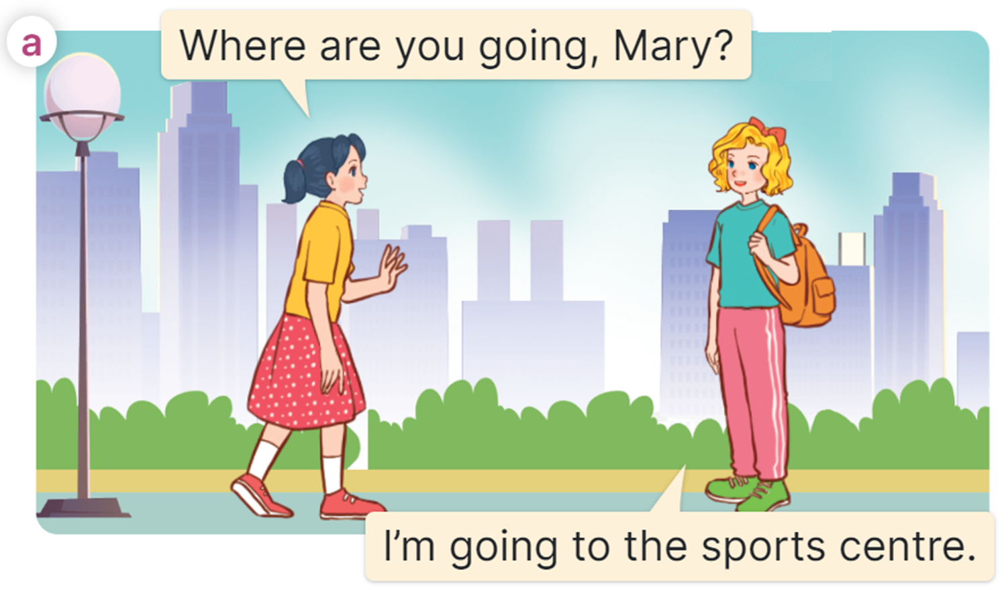 a
Where are you going, Mary?
I’m going to the sports centre.